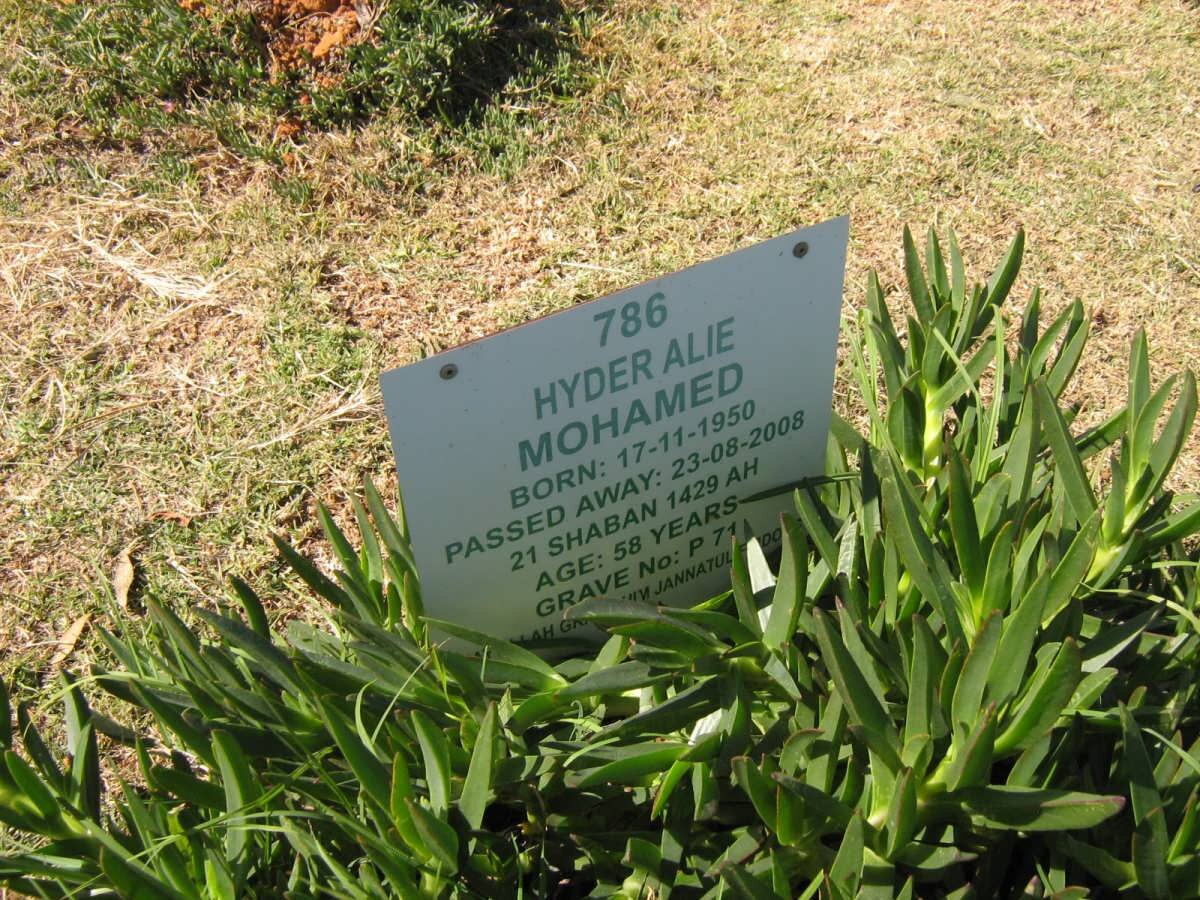 786
HYDER ALIE
MOHAMED
BORN: 17-11-1950
PASSED AWAY: 23-08-2008
21 SHABAN 1429 AH
AGE: 58 YEARS
GRAVE No: P 71
JANNATUL